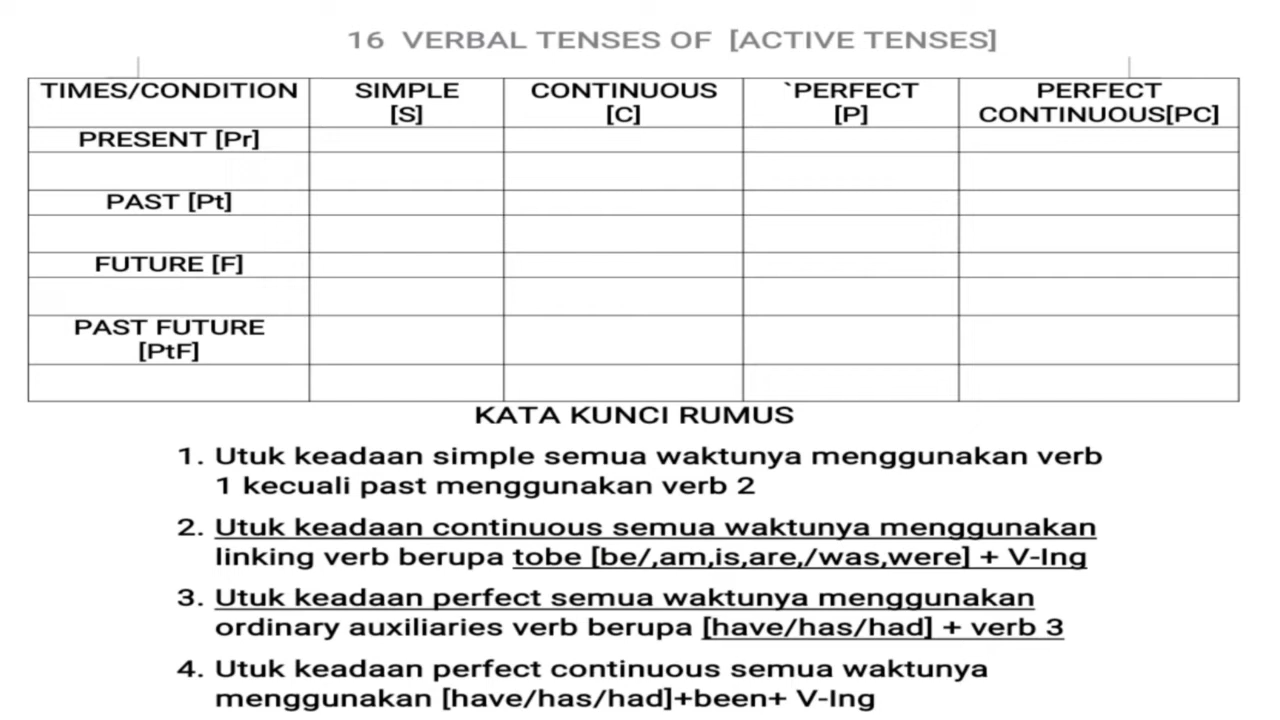 16 VERBAL TENSES OF [ACTIVE TENSES]
TIMES/CONDITION SIMPLE [S] CONTINUOUS [C] `PERFECT [P] PERFECT CONTINUOUS[PC]
PRESENT [Pr]
PAST [Pt]
FUTURE [F]
PAST FUTURE
[PtF]
KATA KUNCI RUMUS
1. Utuk keadaan simple semua waktunya menggunakan verb
1 kecuali past menggunakan verb 2
2. Utuk keadaan continuous semua waktunya menggunakan
linking verb berupa tobe [be/,am,is,are,/was,were] + V-Ing
3. Utuk keadaan perfect semua waktunya menggunakan
ordinary auxiliaries verb berupa [have/has/had] + verb 3
4. Utuk keadaan perfect continuous semua waktunya
menggunakan [have/has/had]+been+ V-Ing